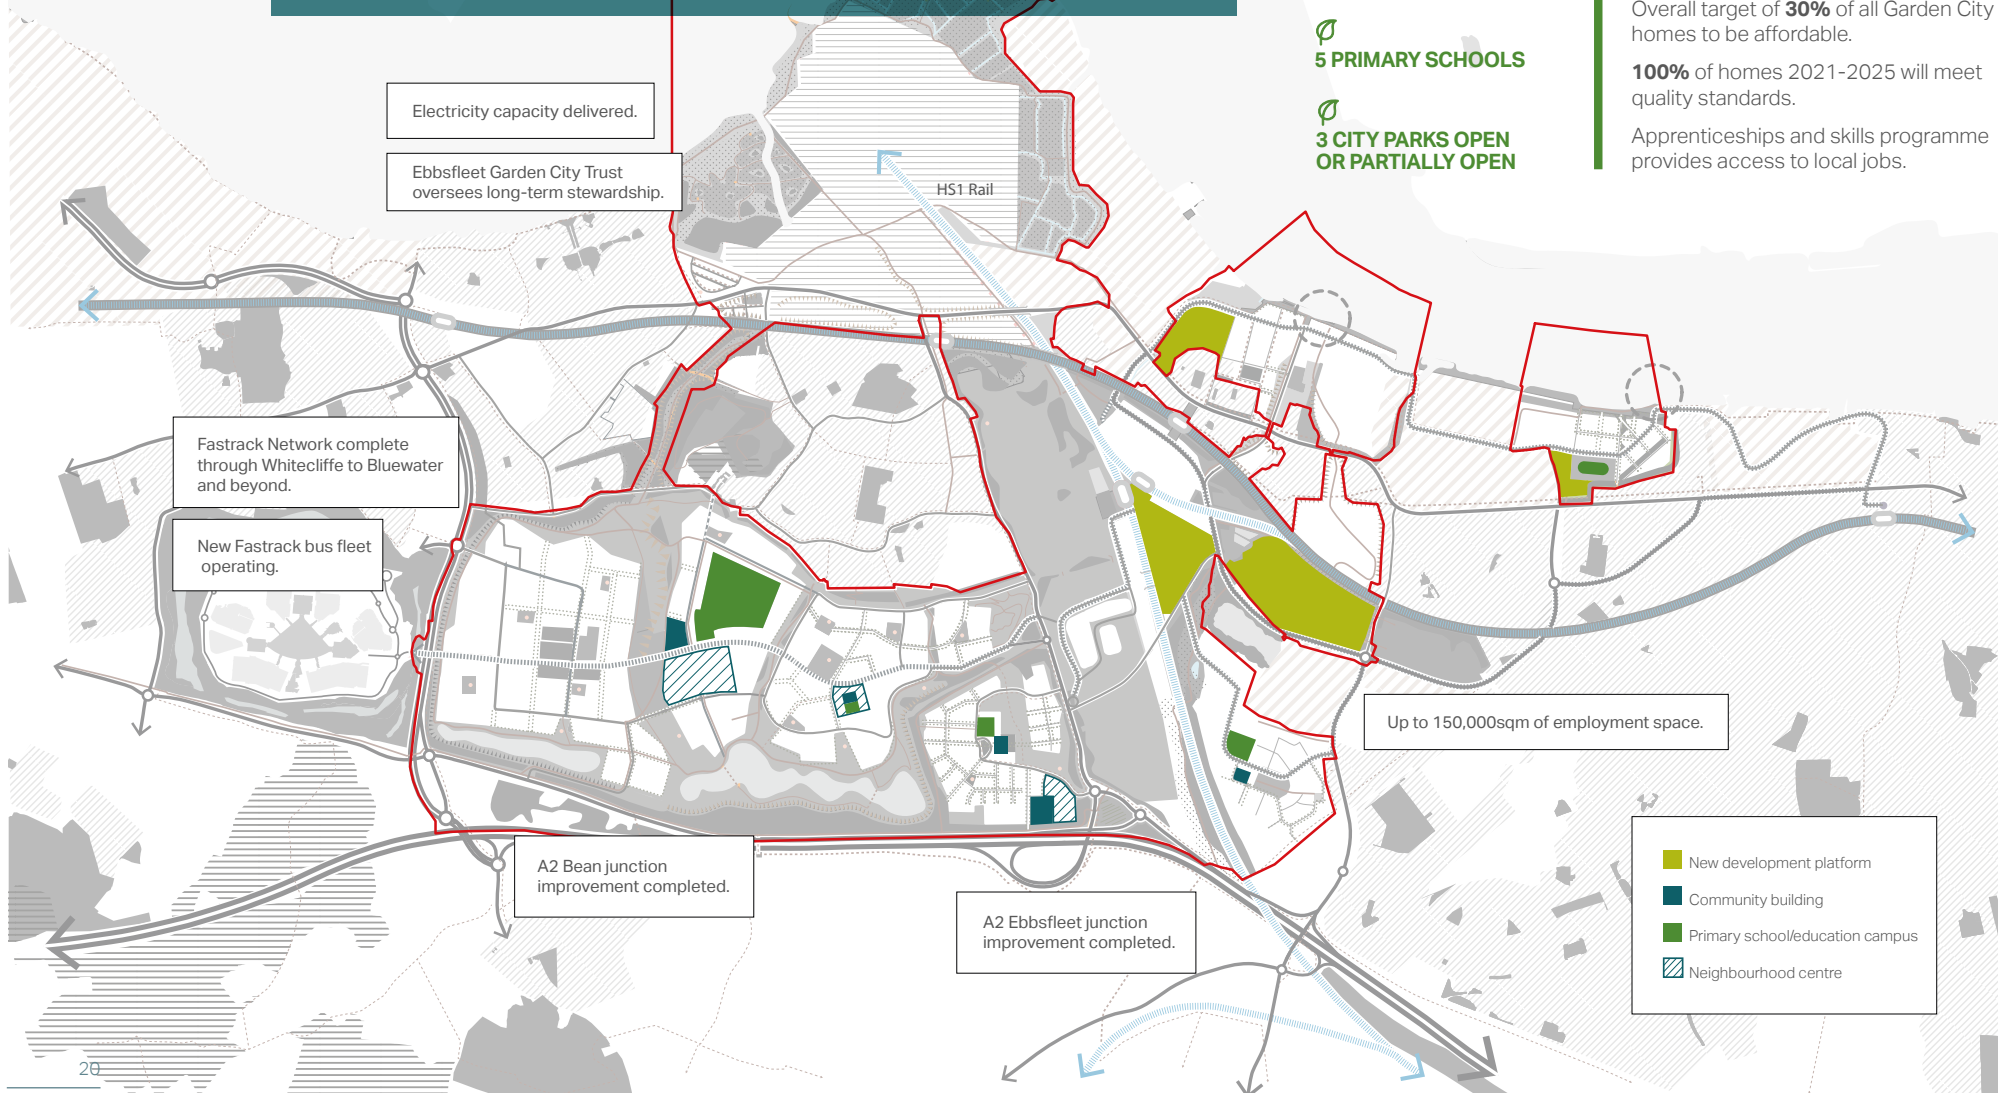 Overall target of 30% of all Garden City
homes to be affordable.
100% of homes 2021-2025 will meet
quality standards.
Apprenticeships and skills programme
provides access to local jobs.
5 PRIMARY SCHOOLS
3 CITY PARKS OPEN
OR PARTIALLY OPEN
Electricity capacity delivered.
Ebbsfleet Garden City Trust
oversees long-term stewardship.
HS1 Rail
Fastrack Network complete
through Whitecliffe to Bluewater
and beyond.
New Fastrack bus fleet
operating.
Up to 150,000sqm of employment space.
A2 Bean junction
improvement completed.
A2 Ebbsfleet junction
improvement completed.
New development platform
Community building
Primary school/education campus
Neighbourhood centre
20